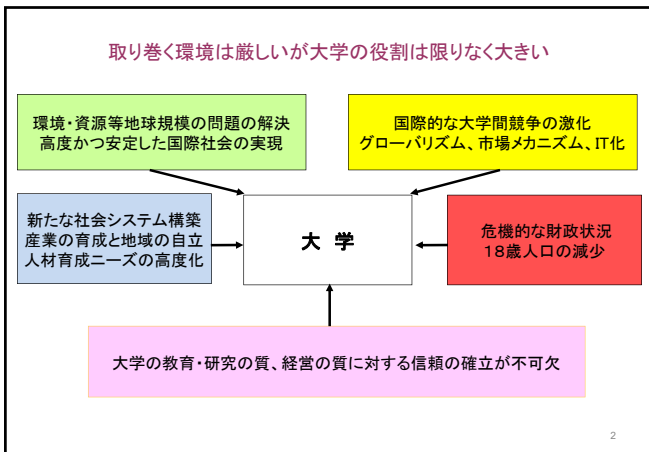 取り巻く環境は厳しいが大学の役割は限りなく大きい
環境・資源等地球規模の問題の解決
高度かつ安定した国際社会の実現
国際的な大学間競争の激化
グローバリズム、市場メカニズム、IT化
新たな社会システム構築
産業の育成と地域の自立
人材育成ニーズの高度化
大 学
危機的な財政状況
18歳人口の減少
大学の教育・研究の質、経営の質に対する信頼の確立が不可欠
2